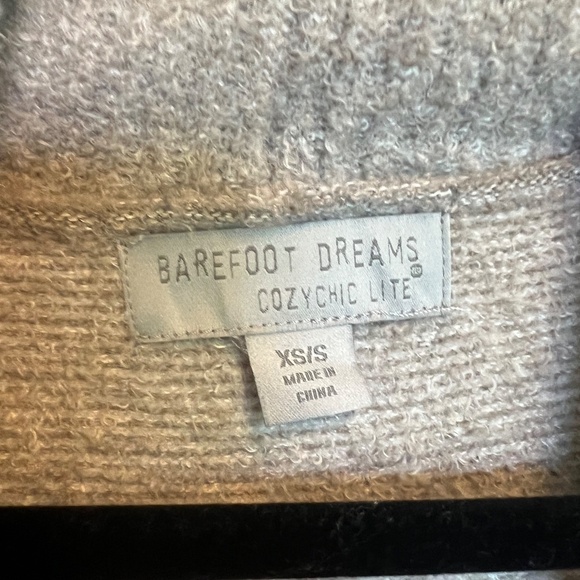 BAREFOOT DREAMS
COZYCHIC LITE®
XS/S
MADE IN
CHINA